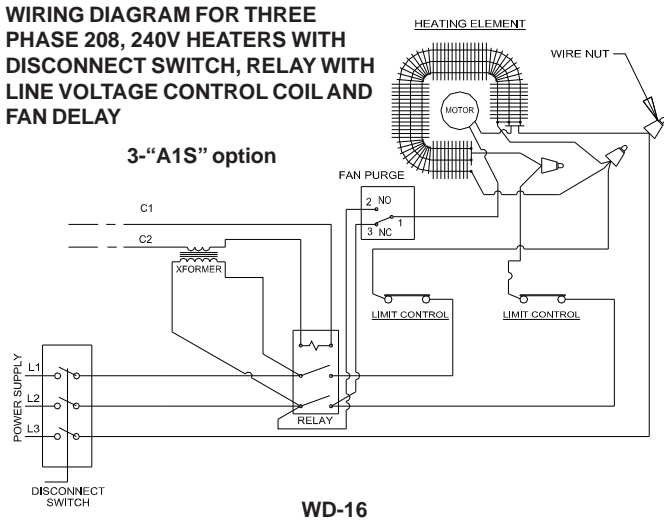 WIRING DIAGRAM FOR THREE
PHASE 208, 240V HEATERS WITH
DISCONNECT SWITCH, RELAY WITH
LINE VOLTAGE CONTROL COIL AND
FAN DELAY
3-“A1S” option
HEATING ELEMENT
WIRE NUT
MOTOR
FAN PURGE
2 NO
1
3 NC
C1
C2
XFORMER
LIMIT CONTROL
LIMIT CONTROL
POWER SUPPLY
L1
L2
L3
RELAY
DISCONNECT
SWITCH
WD-16